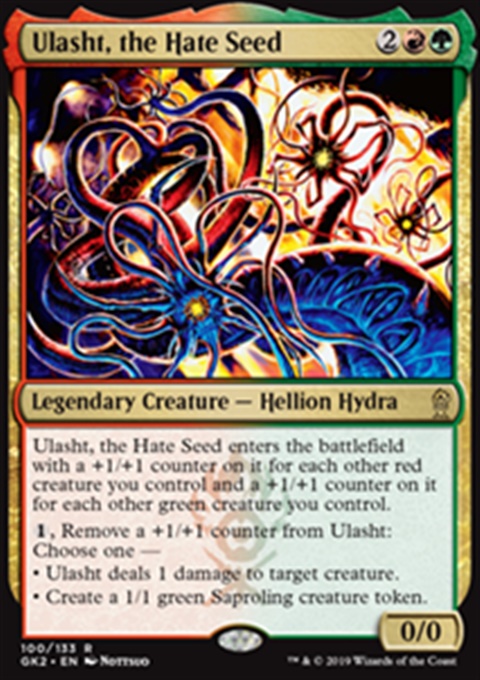 Ulasht, the Hate Seed 2
Legendary Creature — Hellion Hydra
Ulasht, the Hate Seed enters the battlefield
with a +1/+1 counter on it for each other red
creature you control and a +1/+1 counter on it
for each other green creature you control.
1, Remove a +1/+1 counter from Ulasht:
Choose one —
• Ulasht deals 1 damage to target creature.
• Create a 1/1 green Saproling creature token.
0/0
100/133 R
GK2 • EN Nottsuo
™ & © 2019 Wizards of the Coast